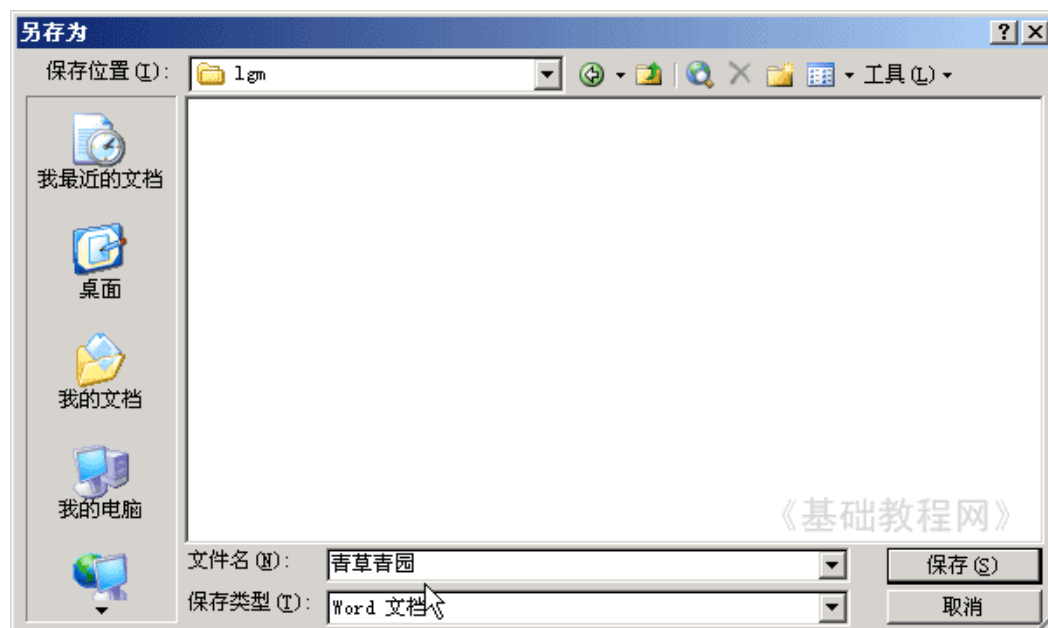 另存为
保存位置(I):
lgm
工具(L)
我最近的文档
桌面
我的文档
我的电脑
《基础教程网》
文件名(N):
青草青园
保存(S)
保存类型(T):
Word 文档
取消